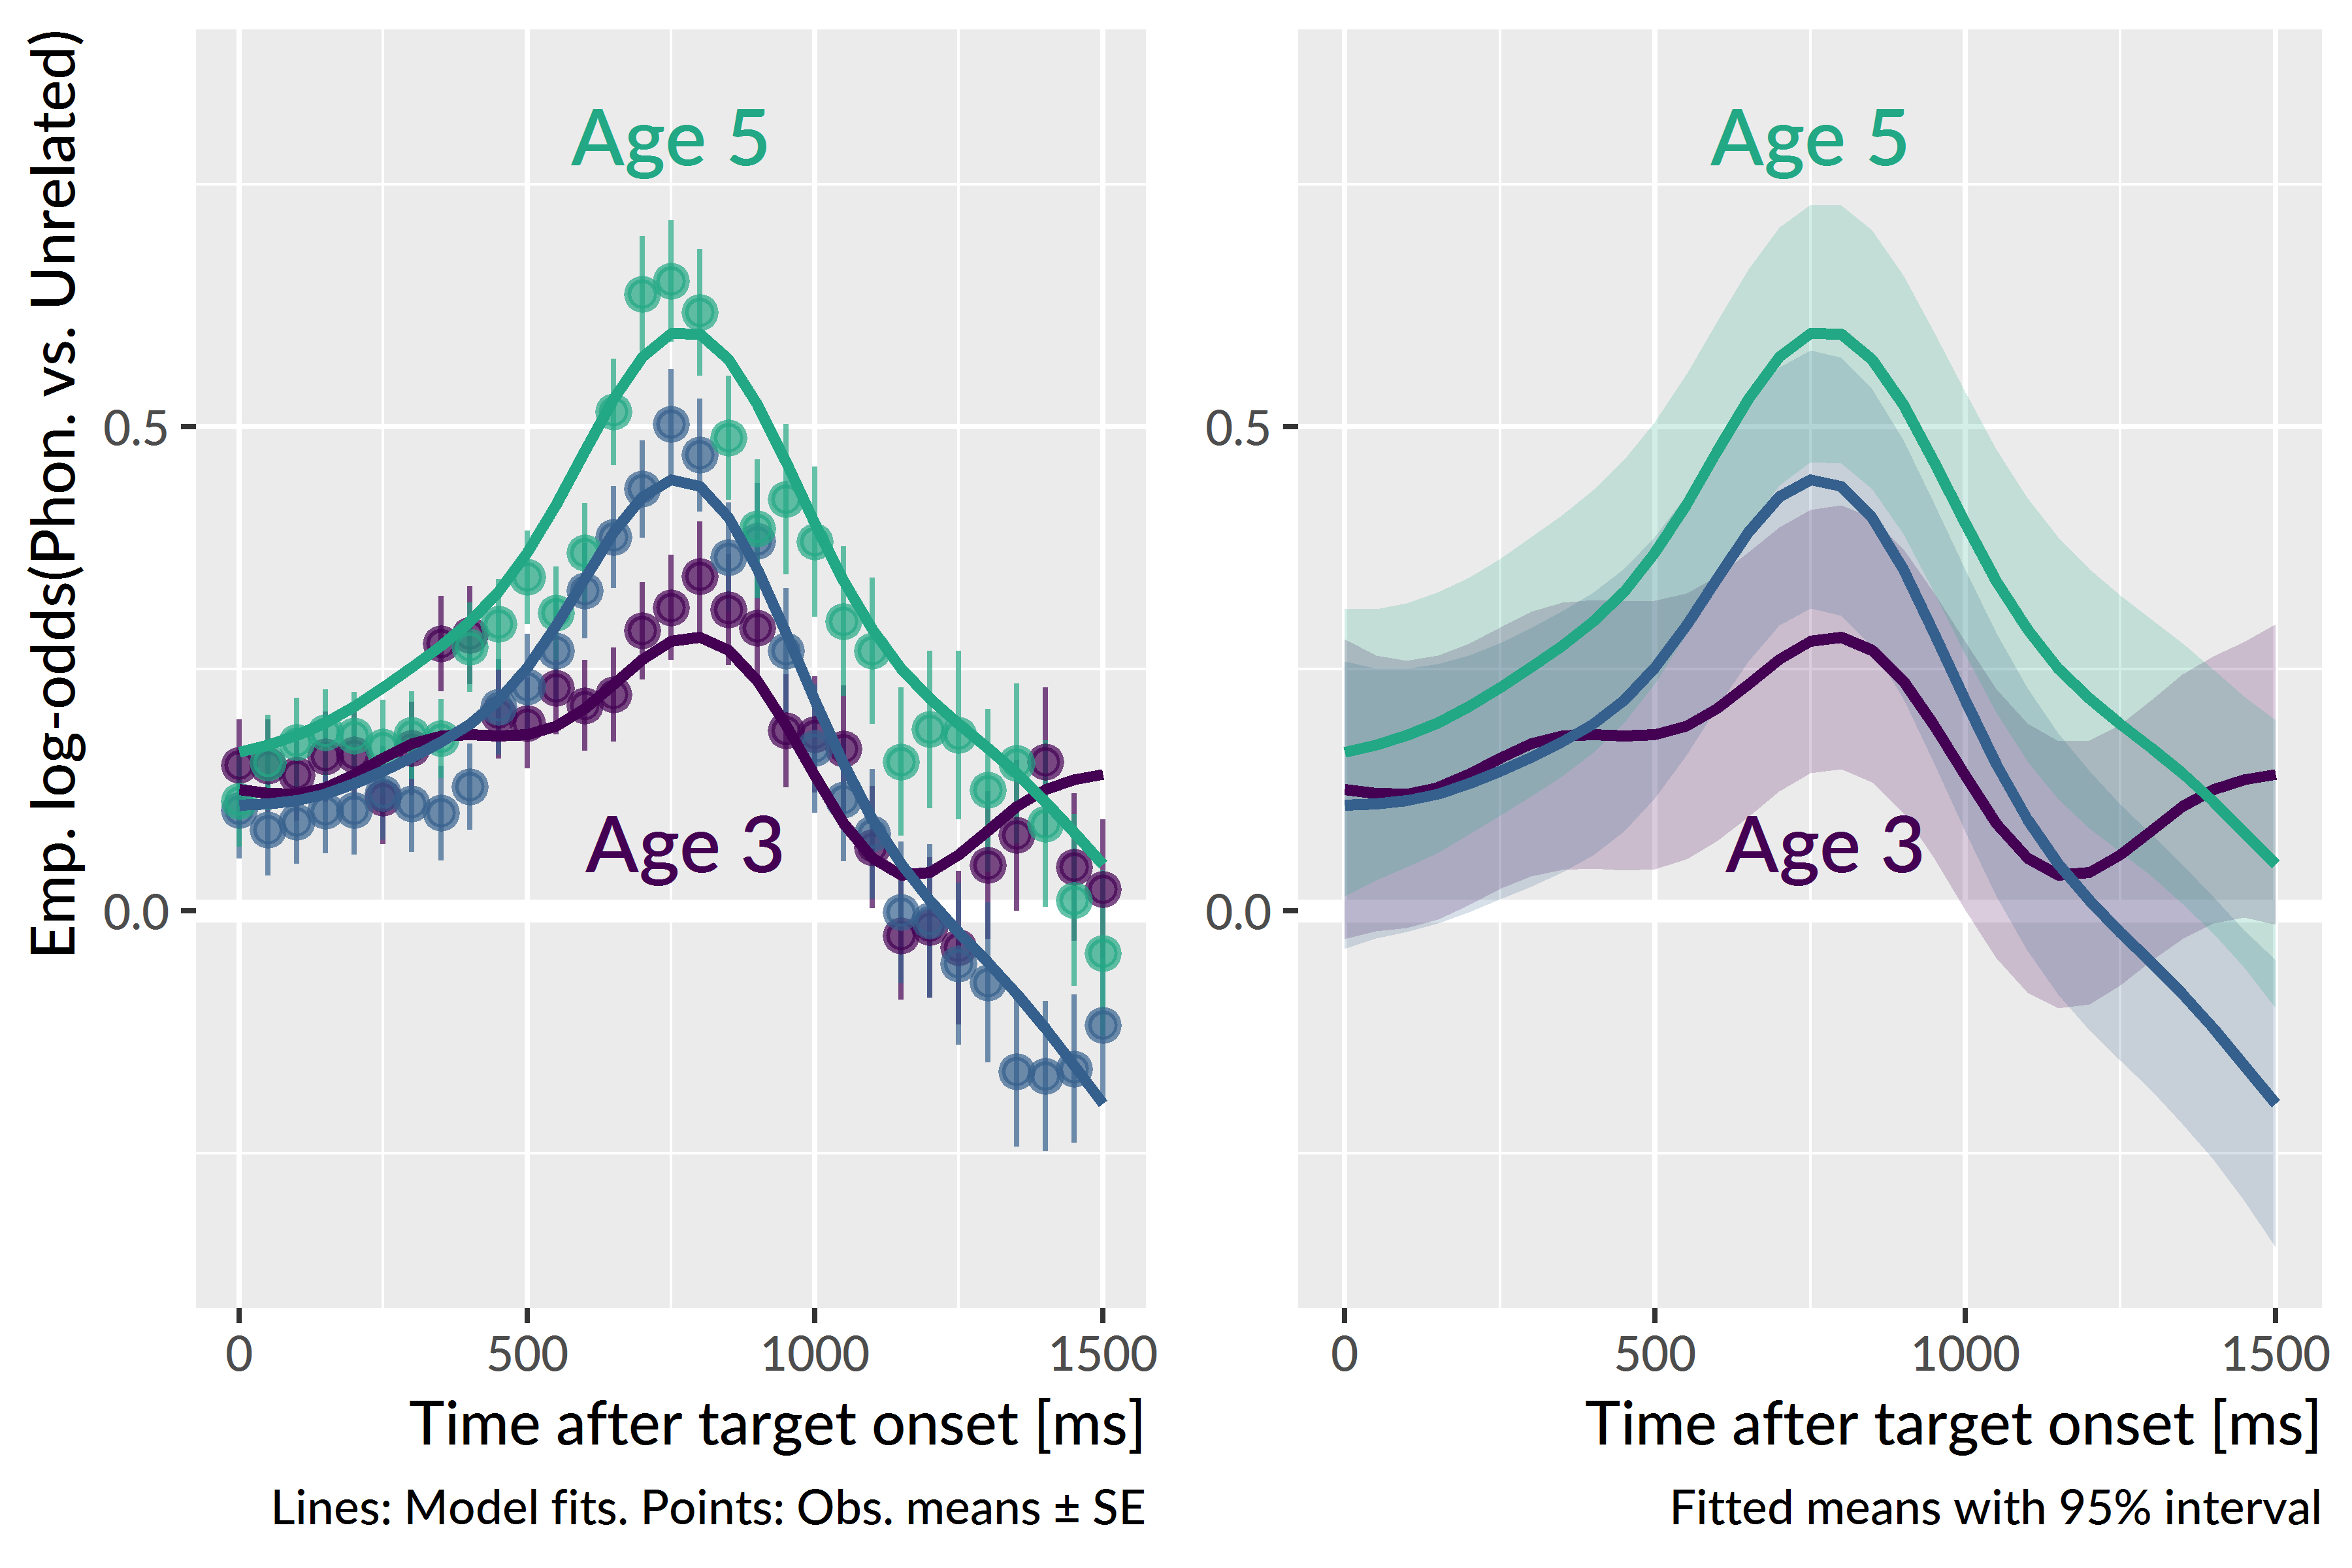 Emp. log-odds(Phon. vs. Unrelated)
Age 5
Age 3
0.5
0.0
0 500 1000 1500
Time after target onset [ms]
Lines: Model fits. Points: Obs. means ± SE
Age 5
Age 3
0.5
0.0
0 500 1000 1500
Time after target onset [ms]
Fitted means with 95% interval